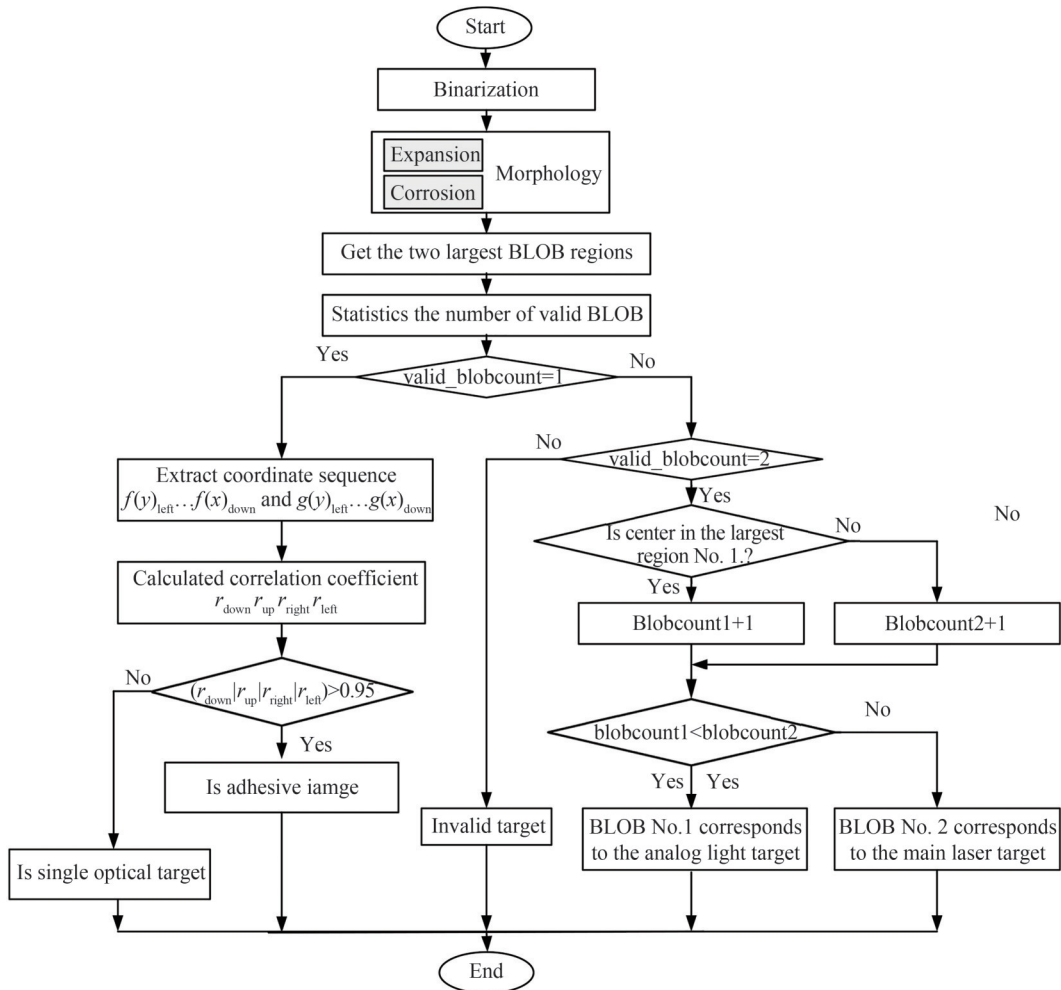 Start
Binarization
Expansion
Corrosion
Morphology
Get the two largest BLOB regions
Statistics the number of valid BLOB
Yes
No
valid_blobcount=1
No
valid_blobcount=2
Extract coordinate sequence
f(y)left…f(x)down and g(y)left…g(x)down
Yes
Is center in the largest
region No. 1.?
No
No
Calculated correlation coefficient
rdown rup rright rleft
Yes
Blobcount1+1
Blobcount2+1
No
(rdown|rup|rright|rleft)>0.95
Yes
blobcount1<blobcount2
No
Is adhesive iamge
Yes
Yes
Invalid target
BLOB No.1 corresponds
to the analog light target
BLOB No. 2 corresponds
to the main laser target
Is single optical target
End